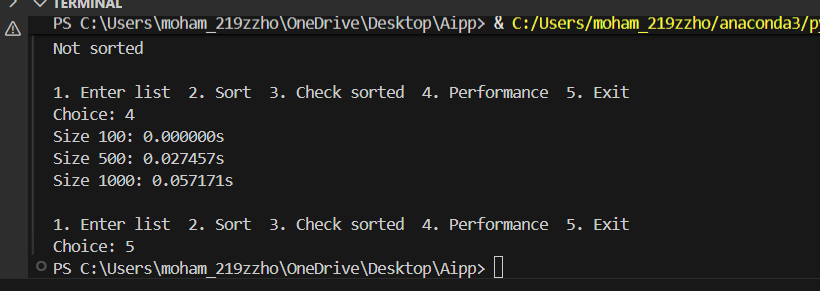 TERMINAL
PS C:\Users\moham_219zzho\OneDrive\Desktop\Aipp> & C:/Users/moham_219zzho/anaconda3/py
Not sorted
1. Enter list  2. Sort  3. Check sorted  4. Performance  5. Exit
Choice: 4
Size 100: 0.000000s
Size 500: 0.027457s
Size 1000: 0.057171s
1. Enter list  2. Sort  3. Check sorted  4. Performance  5. Exit
Choice: 5
PS C:\Users\moham_219zzho\OneDrive\Desktop\Aipp>